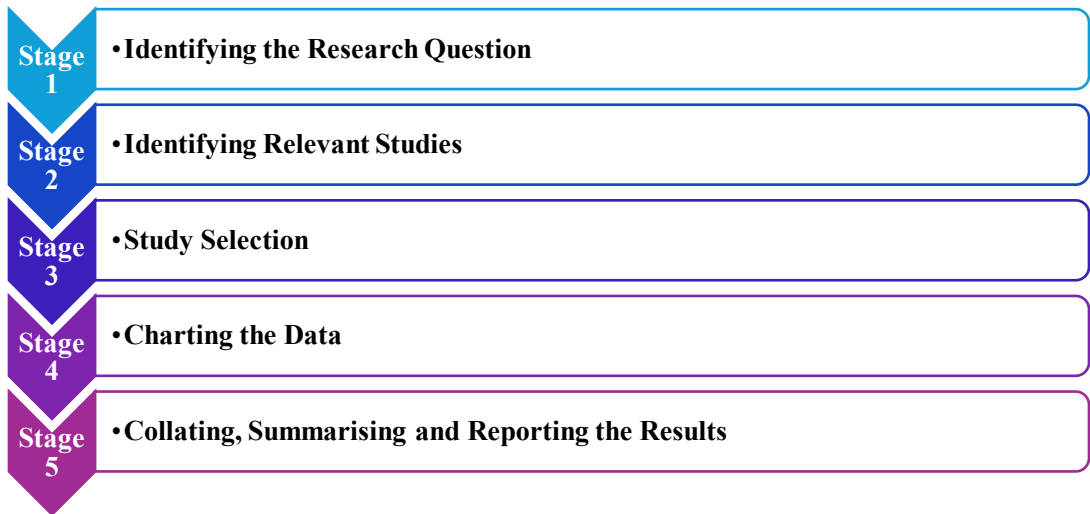 Stage
1
•Identifying the Research Question
Stage
2
•Identifying Relevant Studies
Stage
3
•Study Selection
Stage
4
•Charting the Data
Stage
5
•Collating, Summarising and Reporting the Results